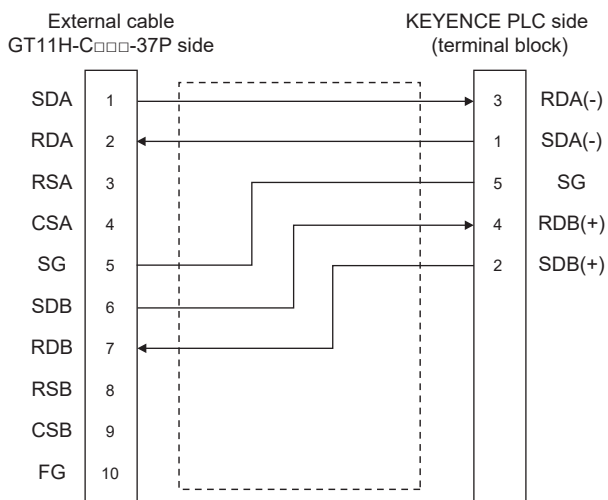 External cable
GT11H-C□□□-37P side
KEYENCE PLC side
(terminal block)
SDA 1 3 RDA(-)
RDA 2 1 SDA(-)
RSA 3 5 SG
CSA 4 4 RDB(+)
SG 5 2 SDB(+)
SDB 6
RDB 7
RSB 8
CSB 9
FG 10